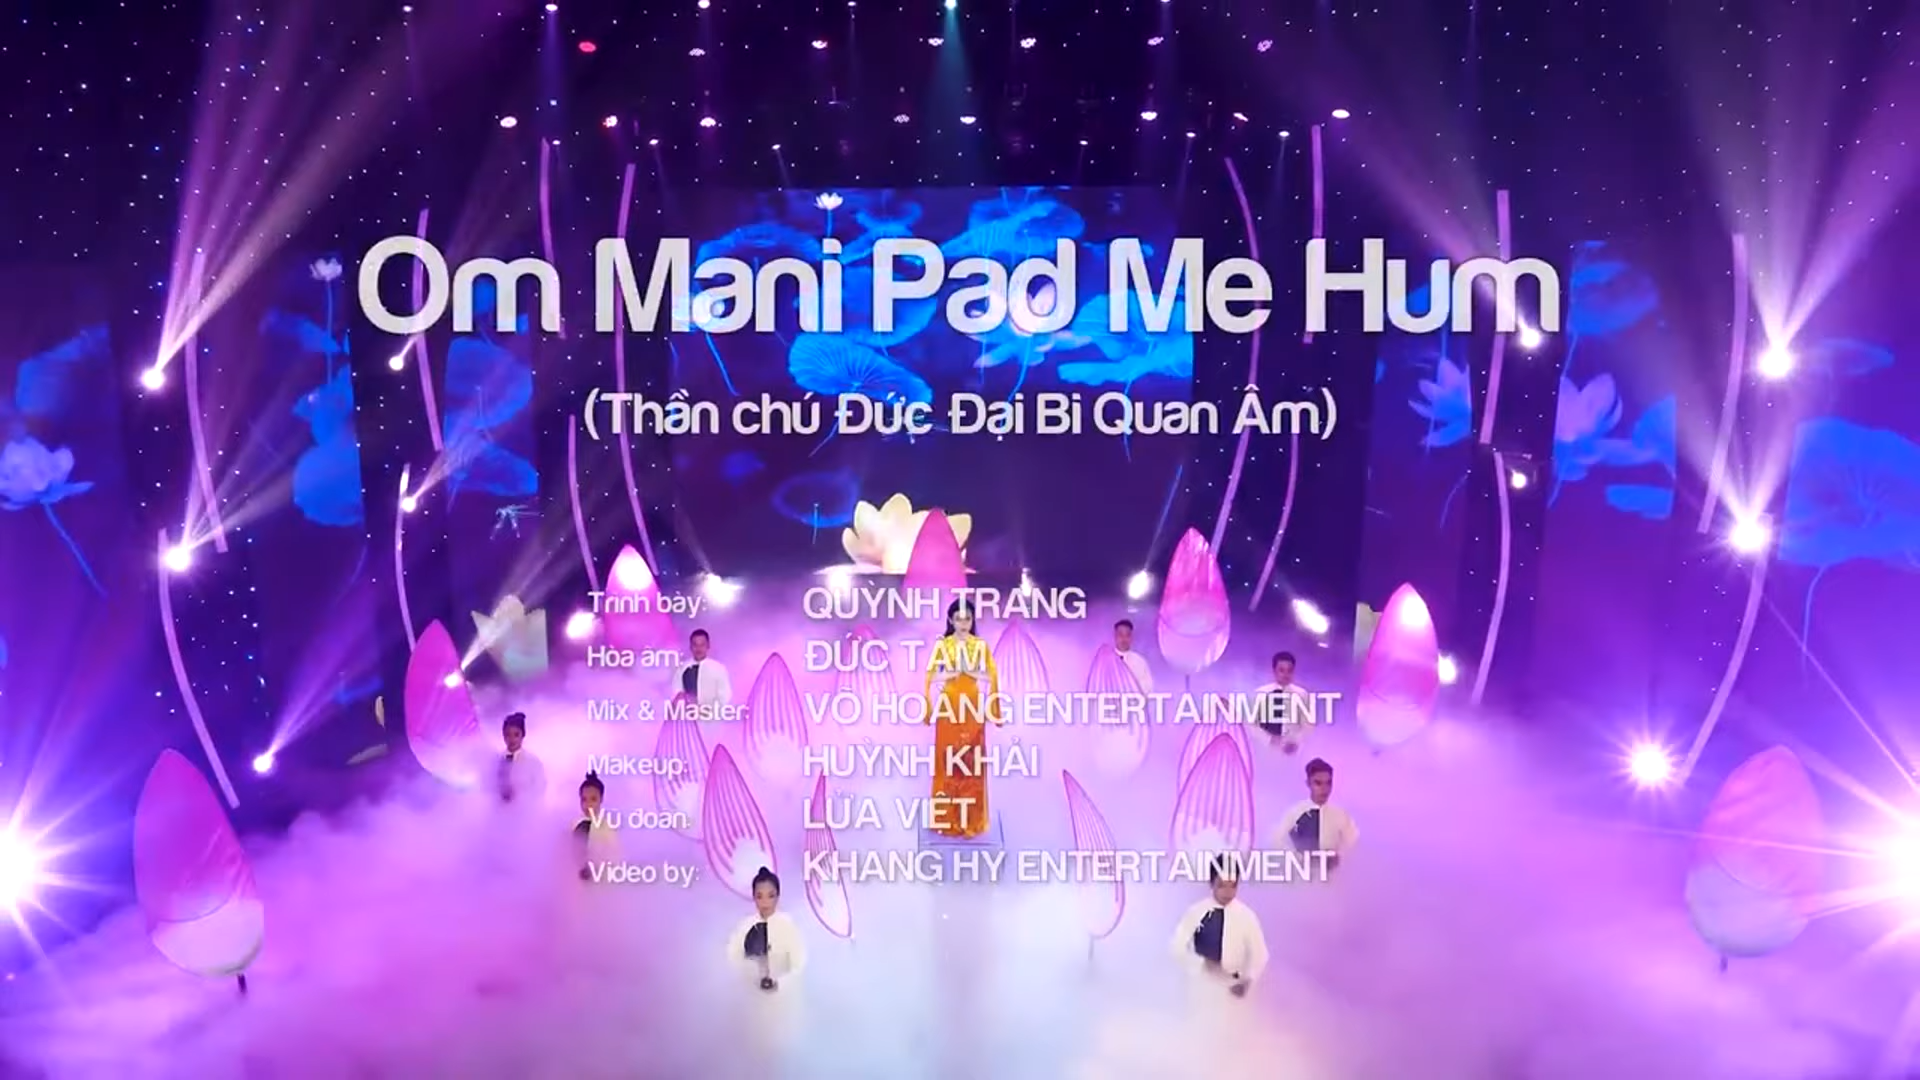 Om Mani Pad Me Hum
(Thần chú Đức Đại Bi Quan Âm)
Trình bày: QUỲNH TRANG
Hòa âm: ĐỨC TÂM
Mix & Master: VÕ HOÀNG ENTERTAINMENT
Makeup: HUỲNH KHẢI
Vũ đoàn: LỬA VIỆT
Video by: KHANG HY ENTERTAINMENT